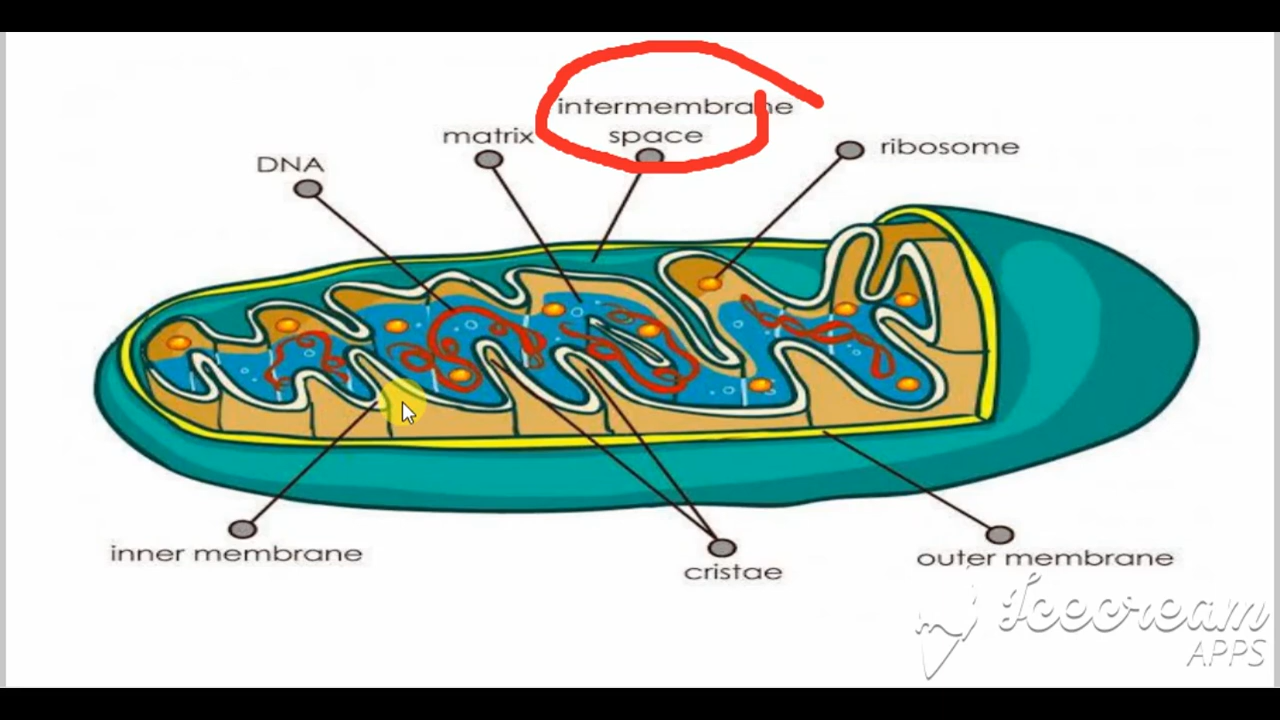 intermembrane
space
matrix
ribosome
DNA
inner membrane
cristae
outer membrane
Icecream
APPS